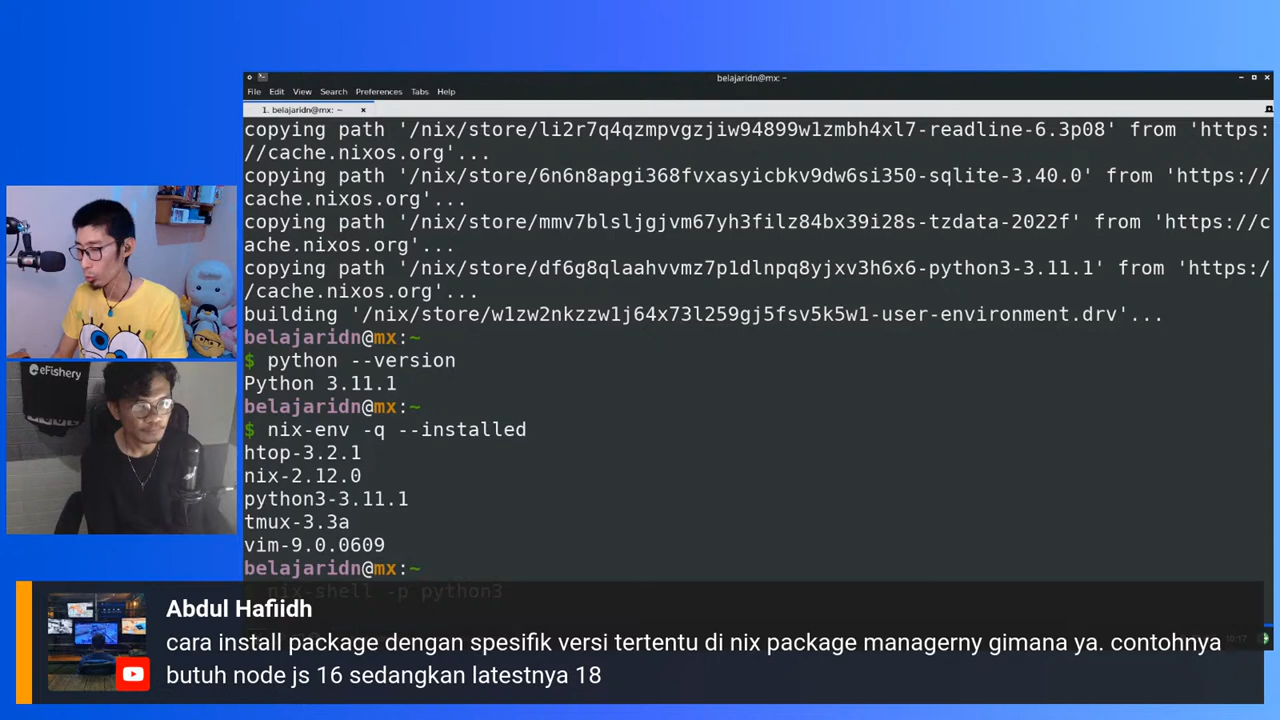 belajaridn@mx: ~
File Edit View Search Preferences Tabs Help
1. belajaridn@mx: ~ ×
copying path '/nix/store/li2r7q4qzmpvgzjiw94899w1zmbh4xl7-readline-6.3p08' from 'https:
//cache.nixos.org'...
copying path '/nix/store/6n6n8apgi368fvxasyicbkv9dw6si350-sqlite-3.40.0' from 'https://
cache.nixos.org'...
copying path '/nix/store/mmv7blsljgjvm67yh3filz84bx39i28s-tzdata-2022f' from 'https://c
ache.nixos.org'...
copying path '/nix/store/df6g8qlaahvvmz7p1dlnpq8yjxv3h6x6-python3-3.11.1' from 'https:/
/cache.nixos.org'...
building '/nix/store/w1zw2nkzzw1j64x73l259gj5fsv5k5w1-user-environment.drv'...
belajaridn@mx:~
$ python --version
Python 3.11.1
belajaridn@mx:~
$ nix-env -q --installed
htop-3.2.1
nix-2.12.0
python3-3.11.1
tmux-3.3a
vim-9.0.0609
belajaridn@mx:~
nix-shell -p python3
eFishery
10:17
Abdul Hafiidh
cara install package dengan spesifik versi tertentu di nix package managerny gimana ya. contohnya
butuh node js 16 sedangkan latestnya 18